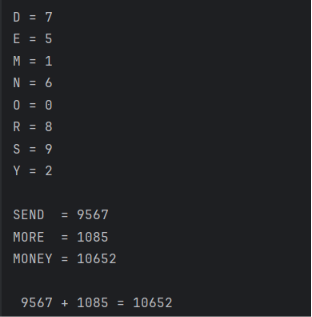 D = 7
E = 5
M = 1
N = 6
O = 0
R = 8
S = 9
Y = 2
SEND  = 9567
MORE  = 1085
MONEY = 10652
9567 + 1085 = 10652